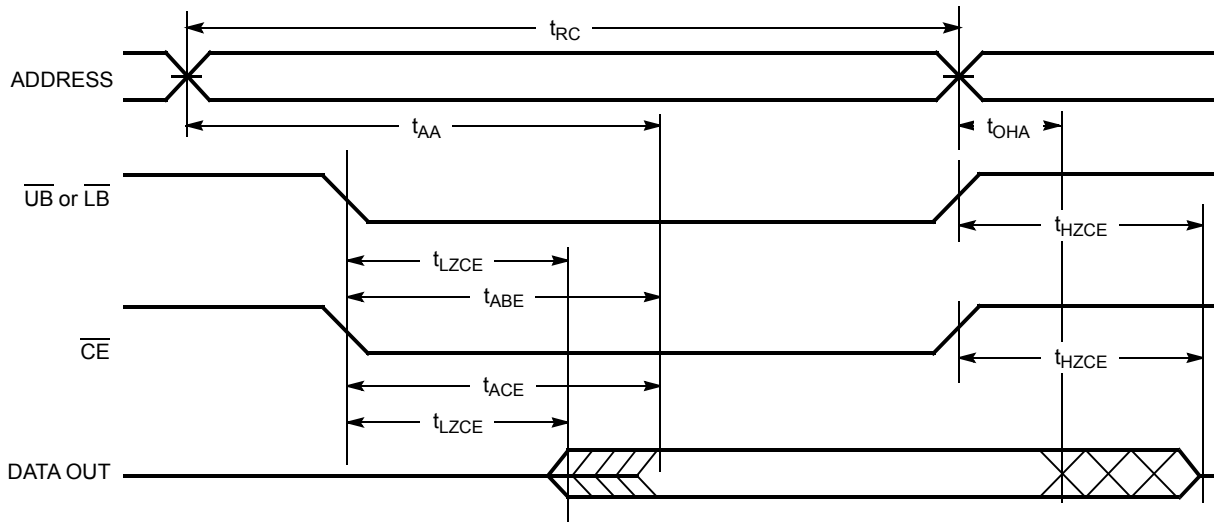 tRC
ADDRESS
tAA
tOHA
UB or LB
tHZCE
tLZCE
tABE
CE
tHZCE
tACE
tLZCE
DATA OUT